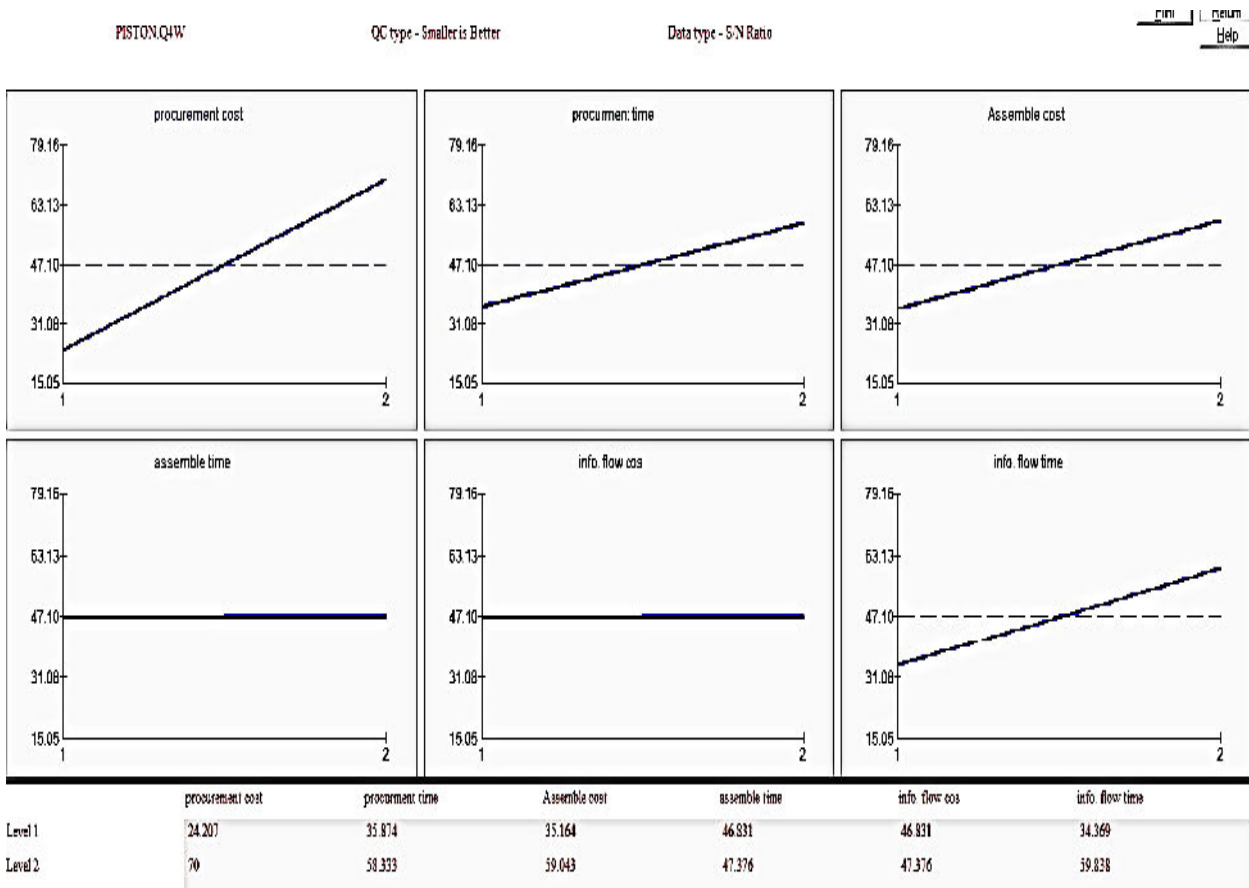 PISTON.Q4W QC type - Smaller is Better Data type - S/N Ratio
Help
procurement cost procurment time Assemble cost
79.16 79.16 79.16
63.13 63.13 63.13
47.10 47.10 47.10
31.08 31.08 31.08
15.05 15.05 15.05
1 2 1 2 1 2
assemble time info. flow cos info. flow time
79.16 79.16 79.16
63.13 63.13 63.13
47.10 47.10 47.10
31.08 31.08 31.08
15.05 15.05 15.05
1 2 1 2 1 2
procurement cost procurment time Assemble cost assemble time info. flow cos info. flow time
Level 1 24.207 35.874 35.164 46.831 46.831 34.369
Level 2 70 58.333 59.043 47.376 47.376 59.838